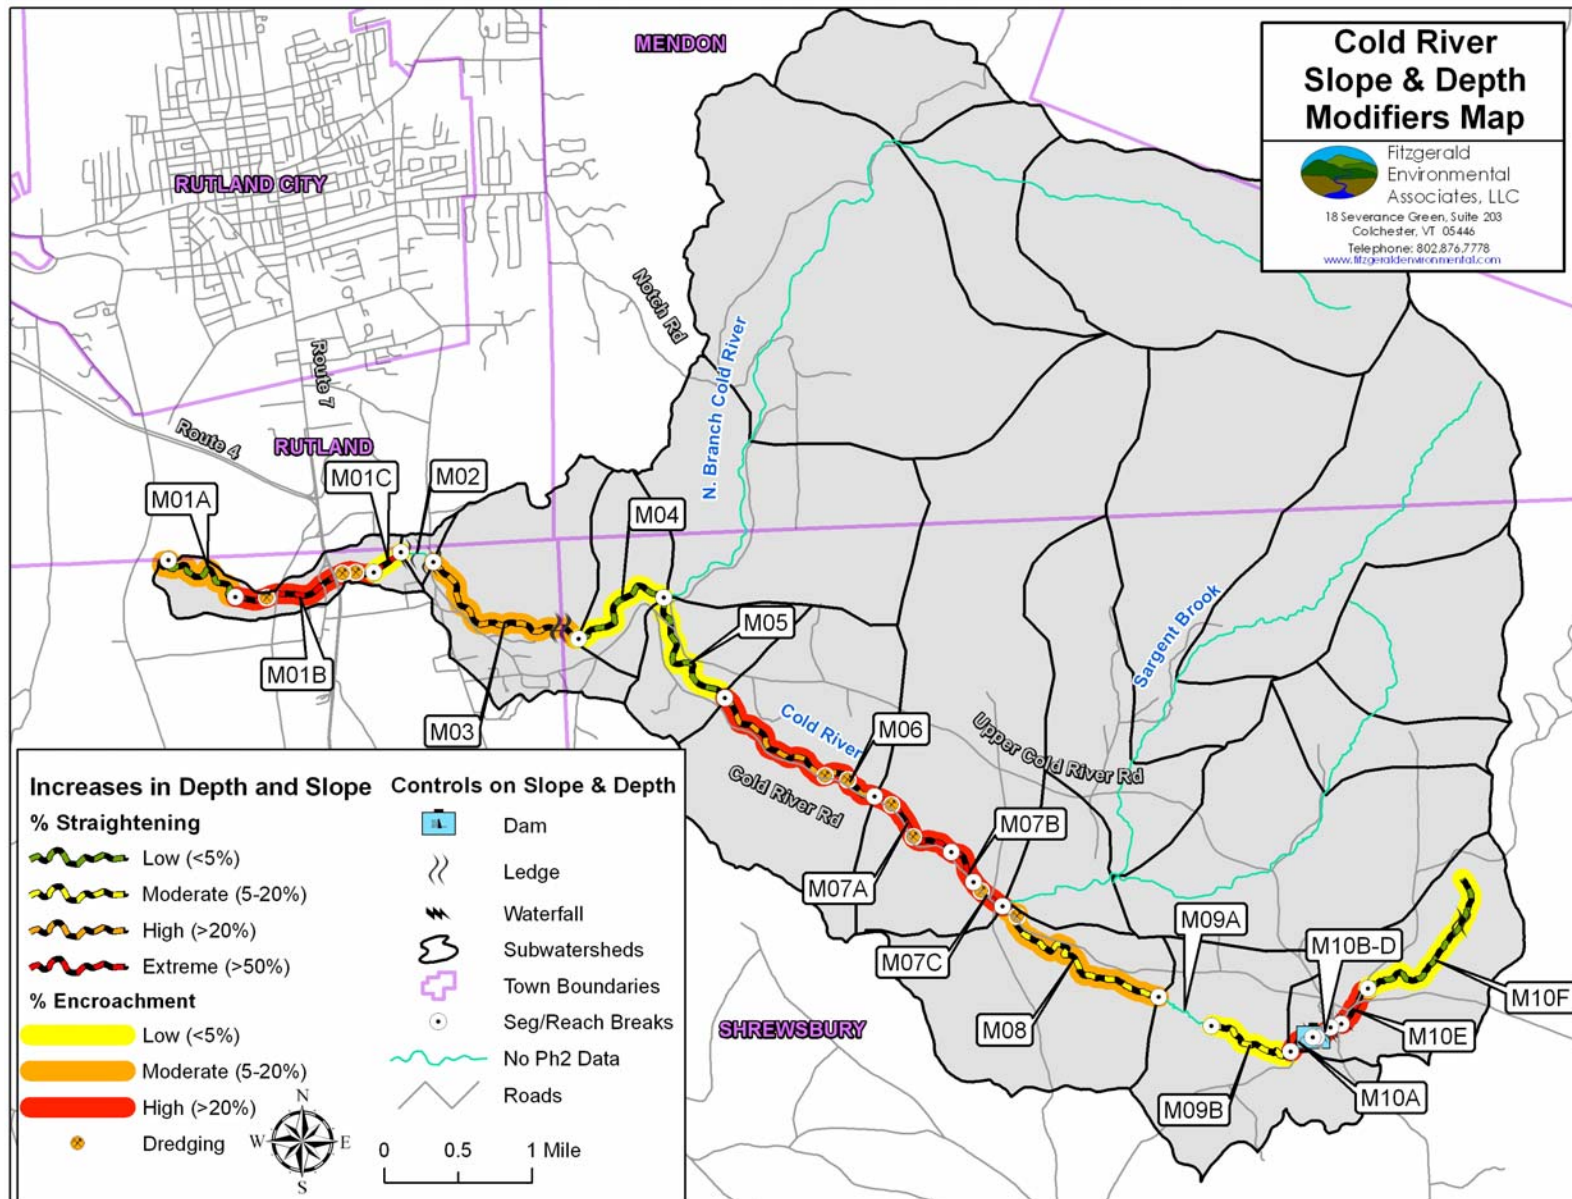 MENDON
Cold River
Slope & Depth
Modifiers Map
Fitzgerald
Environmental
Associates, LLC
18 Severance Green, Suite 203
Colchester, VT 05446
Telephone: 802.876.7778
www.fitzgeraldenvironmental.com
RUTLAND CITY
Notch Rd
Route 7
N. Branch Cold River
Route 4
RUTLAND
M01C
M02
M01A
M04
Sargent Brook
M05
M01B
M03
Cold River
M06
Upper Cold River Rd
Cold River Rd
M07B
M07A
M09A
M10B-D
M07C
M10F
M08
SHREWSBURY
M10E
M10A
M09B
Increases in Depth and Slope
% Straightening
Low (<5%)
Moderate (5-20%)
High (>20%)
Extreme (>50%)
% Encroachment
Low (<5%)
Moderate (5-20%)
High (>20%)
Dredging
Controls on Slope & Depth
Dam
Ledge
Waterfall
Subwatersheds
Town Boundaries
Seg/Reach Breaks
No Ph2 Data
Roads
N
W E
S
0 0.5 1 Mile